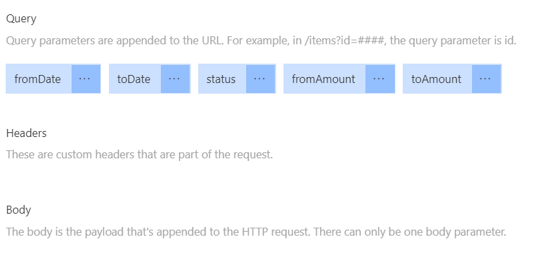 Query
Query parameters are appended to the URL. For example, in /items?id=####, the query parameter is id.
fromDate ... toDate ... status ... fromAmount ... toAmount ...
Headers
These are custom headers that are part of the request.
Body
The body is the payload that's appended to the HTTP request. There can only be one body parameter.